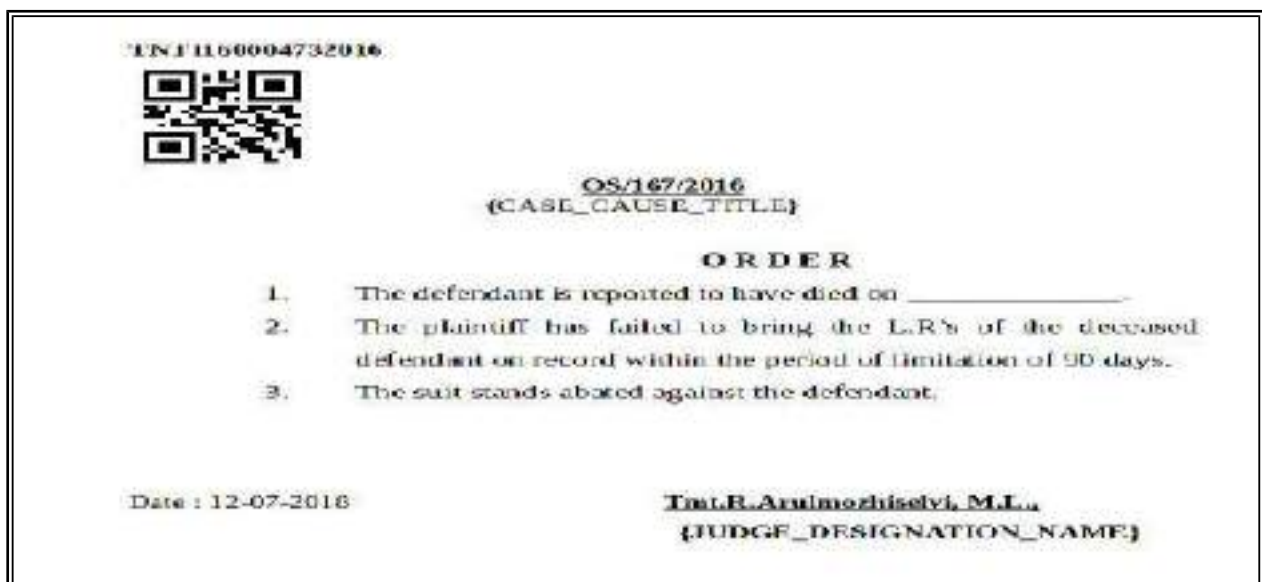 OS/167/2016
{CASE_CAUSE_TITLE}
O R D E R
1. The defendant is reported to have died on ________________.
2. The plaintiff has failed to bring the L.R's of the deceased
defendant on record within the period of limitation of 90 days.
3. The suit stands abated against the defendant.
Date : 12-07-2018
Tmt.R.Arulmozhiselvi, M.L.,
{JUDGE_DESIGNATION_NAME}